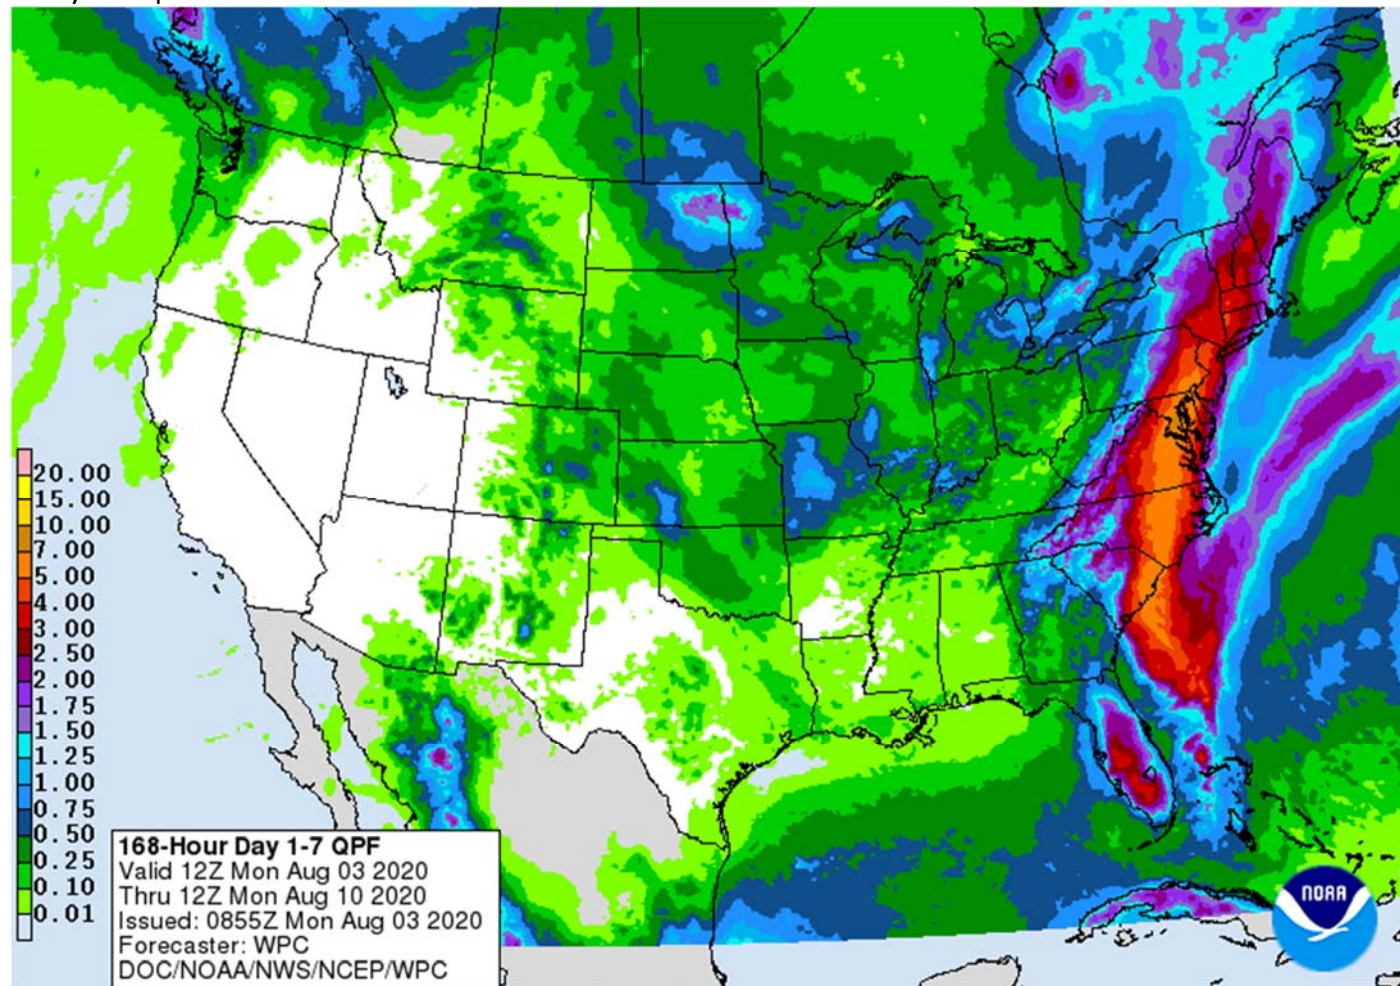 20.00
15.00
10.00
7.00
5.00
4.00
3.00
2.50
2.00
1.75
1.50
1.25
1.00
0.75
0.50
0.25
0.10
0.01
168-Hour Day 1-7 QPF
Valid 12Z Mon Aug 03 2020
Thru 12Z Mon Aug 10 2020
Issued: 0855Z Mon Aug 03 2020
Forecaster: WPC
DOC/NOAA/NWS/NCEP/WPC
NOAA